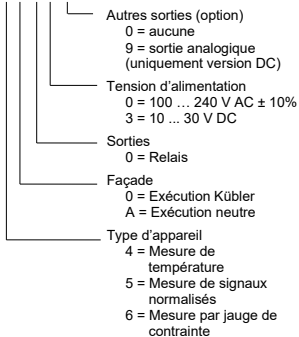 Autres sorties (option)
0 = aucune
9 = sortie analogique
(uniquement version DC)
Tension d'alimentation
0 = 100 … 240 V AC ± 10%
3 = 10 ... 30 V DC
Sorties
0 = Relais
Façade
0 = Exécution Kübler
A = Exécution neutre
Type d'appareil
4 = Mesure de
température
5 = Mesure de signaux
normalisés
6 = Mesure par jauge de
contrainte